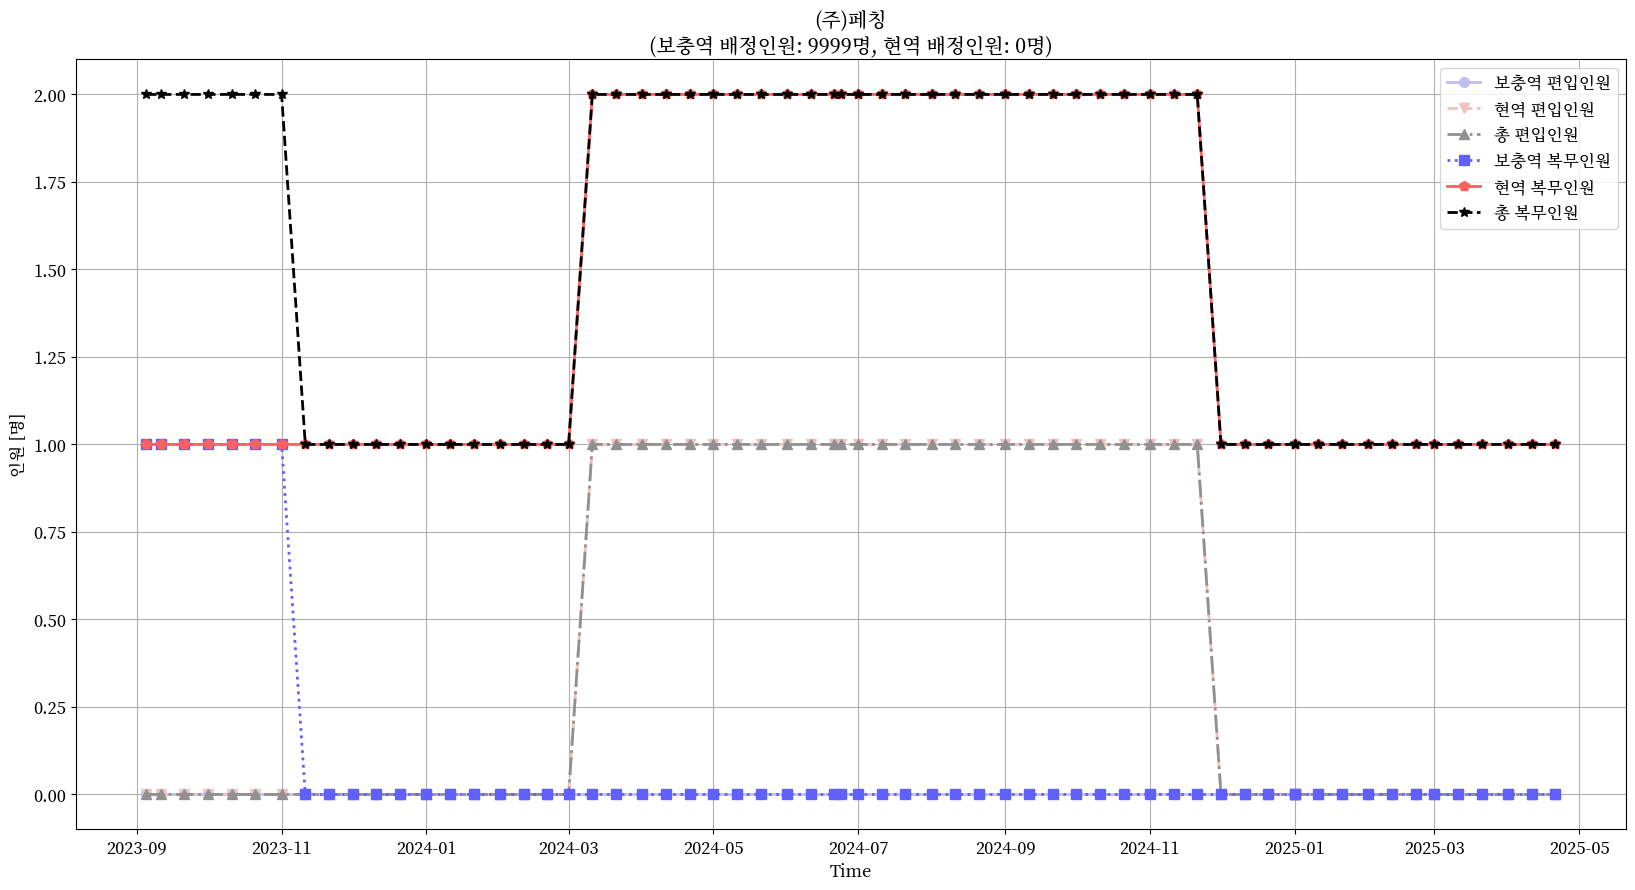 (주)페칭
(보충역 배정인원: 9999명, 현역 배정인원: 0명)
보충역 편입인원
현역 편입인원
총 편입인원
보충역 복무인원
현역 복무인원
총 복무인원
인원 [명]
2.00
1.75
1.50
1.25
1.00
0.75
0.50
0.25
0.00
2023-09 2023-11 2024-01 2024-03 2024-05 2024-07 2024-09 2024-11 2025-01 2025-03 2025-05
Time